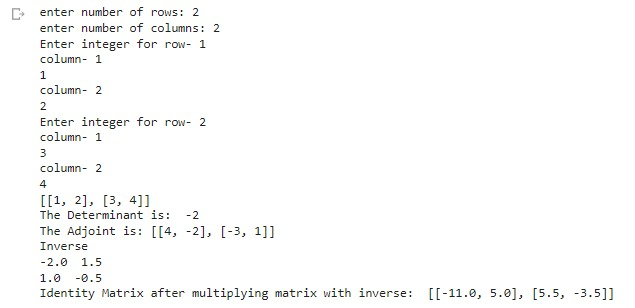 enter number of rows: 2
enter number of columns: 2
Enter integer for row- 1
column- 1
1
column- 2
2
Enter integer for row- 2
column- 1
3
column- 2
4
[[1, 2], [3, 4]]
The Determinant is:  -2
The Adjoint is: [[4, -2], [-3, 1]]
Inverse
-2.0  1.5
1.0  -0.5
Identity Matrix after multiplying matrix with inverse:  [[-11.0, 5.0], [5.5, -3.5]]